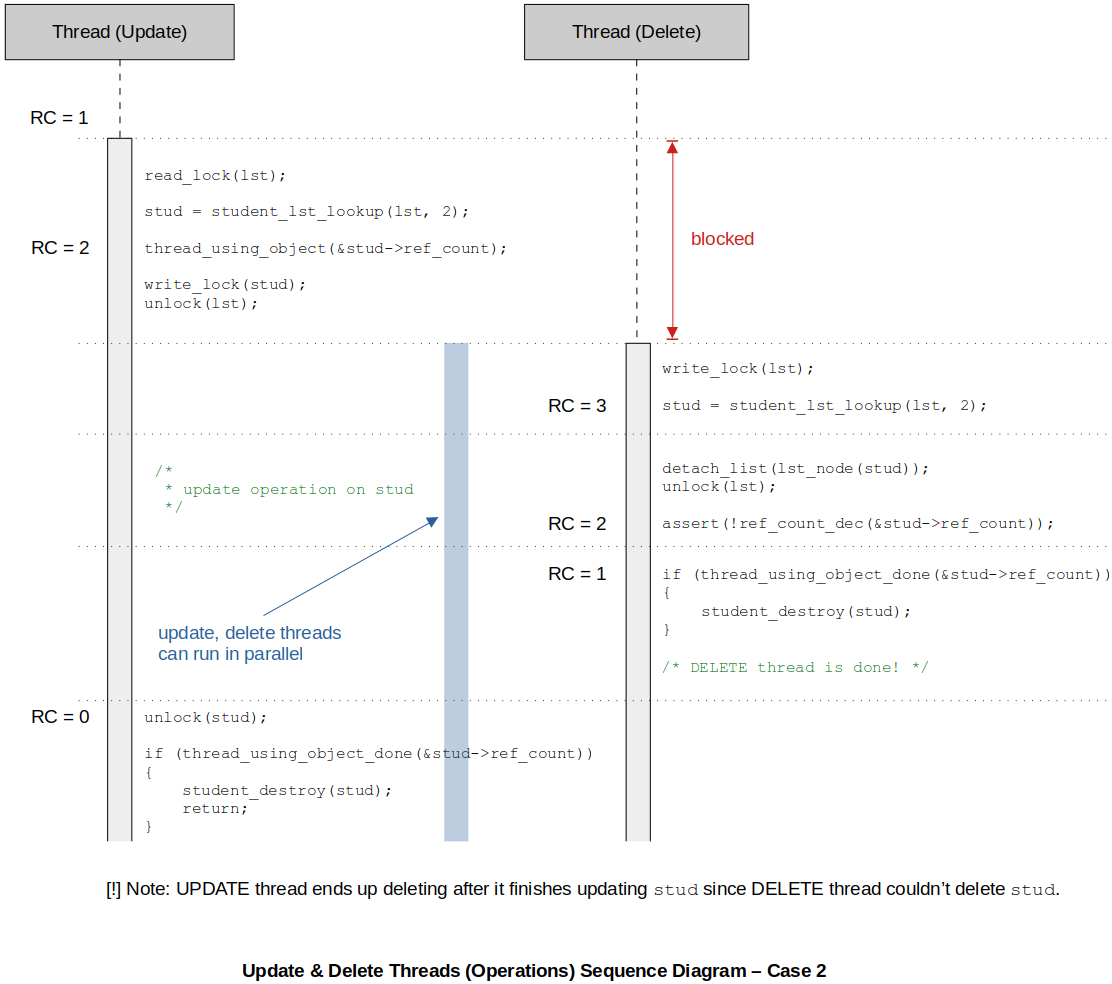 Thread (Update)
Thread (Delete)
RC = 1
read_lock(lst);
stud = student_lst_lookup(lst, 2);
RC = 2
thread_using_object(&stud->ref_count);
write_lock(stud);
unlock(lst);
blocked
write_lock(lst);
RC = 3
stud = student_lst_lookup(lst, 2);
/*
* update operation on stud
*/
detach_list(lst_node(stud));
unlock(lst);
RC = 2
assert(!ref_count_dec(&stud->ref_count));
RC = 1
if (thread_using_object_done(&stud->ref_count))
{
student_destroy(stud);
}
/* DELETE thread is done! */
update, delete threads
can run in parallel
RC = 0
unlock(stud);
if (thread_using_object_done(&stud->ref_count))
{
student_destroy(stud);
return;
}
[!] Note: UPDATE thread ends up deleting after it finishes updating stud since DELETE thread couldn’t delete stud.
Update & Delete Threads (Operations) Sequence Diagram – Case 2